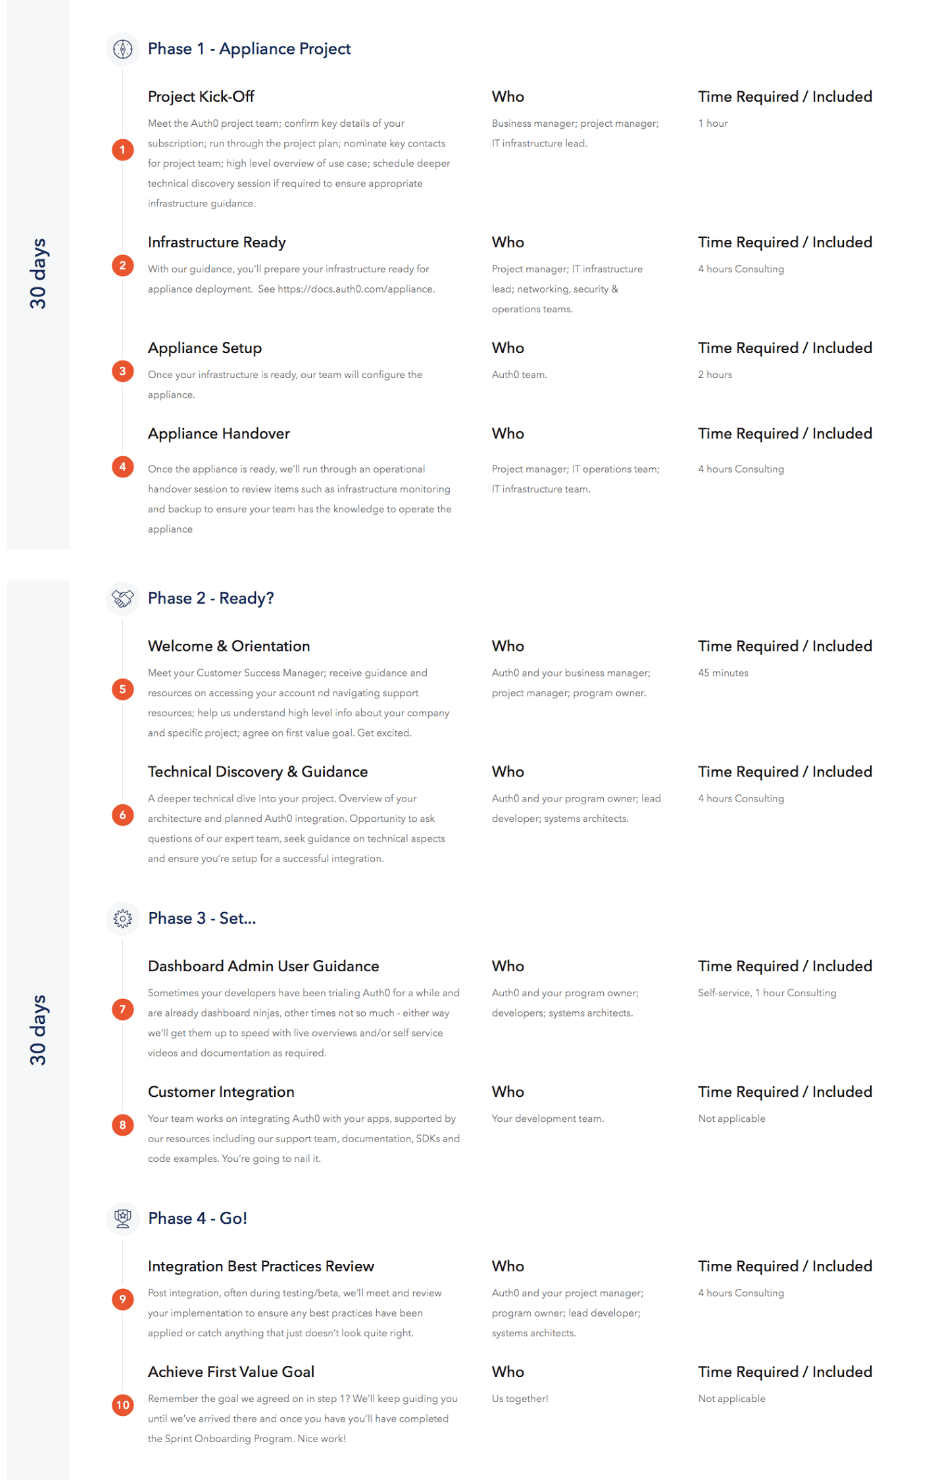 30 days
Phase 1 - Appliance Project
Project Kick-Off
Meet the Auth0 project team; confirm key details of your
subscription; run through the project plan; nominate key contacts
for project team; high level overview of use case; schedule deeper
technical discovery session if required to ensure appropriate
infrastructure guidance.
Who
Business manager; project manager;
IT infrastructure lead.
Time Required / Included
1 hour
1
Infrastructure Ready
With our guidance, you'll prepare your infrastructure ready for
appliance deployment. See https://docs.auth0.com/appliance.
Who
Project manager; IT infrastructure
lead; networking, security &
operations teams.
Time Required / Included
4 hours Consulting
2
Appliance Setup
Once your infrastructure is ready, our team will configure the
appliance.
Who
Auth0 team.
Time Required / Included
2 hours
3
Appliance Handover
Once the appliance is ready, we'll run through an operational
handover session to review items such as infrastructure monitoring
and backup to ensure your team has the knowledge to operate the
appliance
Who
Project manager; IT operations team;
IT infrastructure team.
Time Required / Included
4 hours Consulting
4
30 days
Phase 2 - Ready?
Welcome & Orientation
Meet your Customer Success Manager; receive guidance and
resources on accessing your account nd navigating support
resources; help us understand high level info about your company
and specific project; agree on first value goal. Get excited.
Who
Auth0 and your business manager;
project manager; program owner.
Time Required / Included
45 minutes
5
Technical Discovery & Guidance
A deeper technical dive into your project. Overview of your
architecture and planned Auth0 integration. Opportunity to ask
questions of our expert team, seek guidance on technical aspects
and ensure you're setup for a successful integration.
Who
Auth0 and your program owner; lead
developer; systems architects.
Time Required / Included
4 hours Consulting
6
Phase 3 - Set...
Dashboard Admin User Guidance
Sometimes your developers have been trialing Auth0 for a while and
are already dashboard ninjas, other times not so much - either way
we'll get them up to speed with live overviews and/or self service
videos and documentation as required.
Who
Auth0 and your program owner;
developers; systems architects.
Time Required / Included
Self-service, 1 hour Consulting
7
Customer Integration
Your team works on integrating Auth0 with your apps, supported by
our resources including our support team, documentation, SDKs and
code examples. You're going to nail it.
Who
Your development team.
Time Required / Included
Not applicable
8
Phase 4 - Go!
Integration Best Practices Review
Post integration, often during testing/beta, we'll meet and review
your implementation to ensure any best practices have been
applied or catch anything that just doesn't look quite right.
Who
Auth0 and your project manager;
program owner; lead developer;
systems architects.
Time Required / Included
4 hours Consulting
9
Achieve First Value Goal
Remember the goal we agreed on in step 1? We'll keep guiding you
until we've arrived there and once you have you'll have completed
the Sprint Onboarding Program. Nice work!
Who
Us together!
Time Required / Included
Not applicable
10